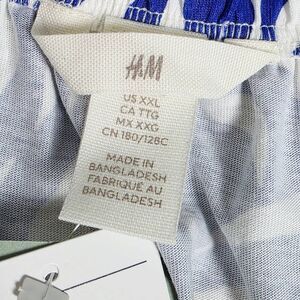 H&M
US XXL
CA TTG
MX XXG
CN 180/128C
MADE IN
BANGLADESH
FABRIQUÉ AU
BANGLADESH